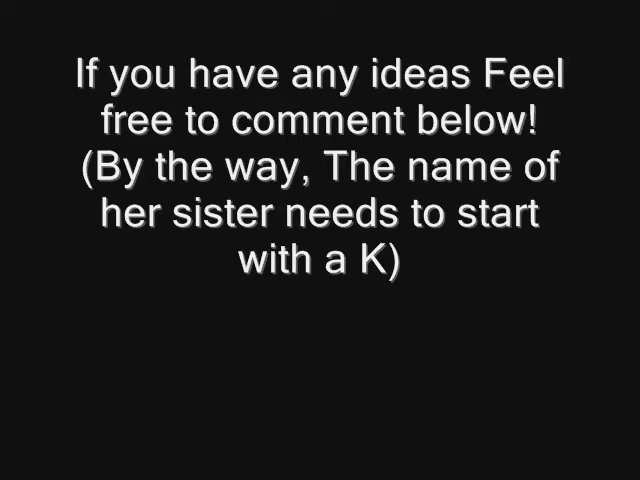 If you have any ideas Feel
free to comment below!
(By the way, The name of
her sister needs to start
with a K)